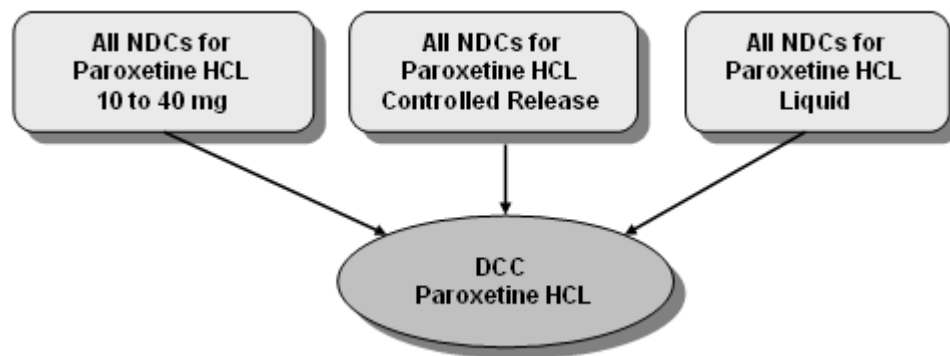 All NDCs for
Paroxetine HCL
10 to 40 mg
All NDCs for
Paroxetine HCL
Controlled Release
All NDCs for
Paroxetine HCL
Liquid
DCC
Paroxetine HCL